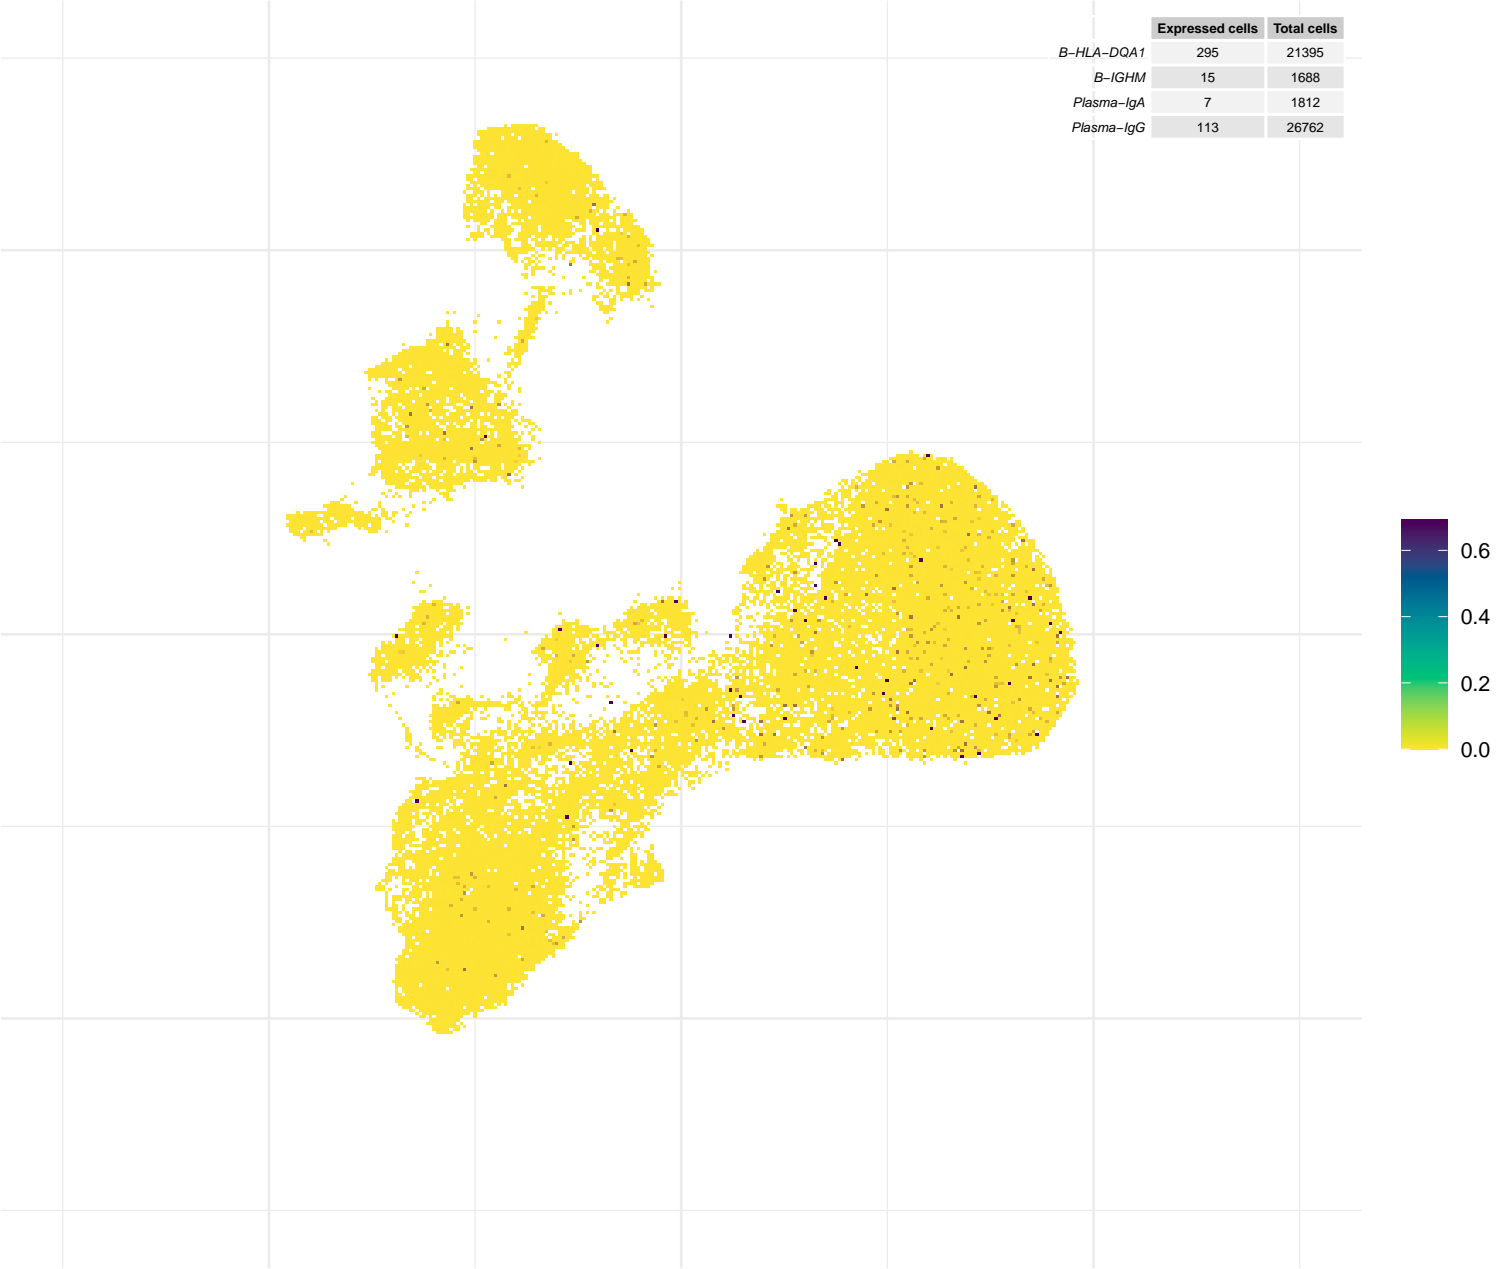 Expressed cells Total cells
B−HLA−DQA1 295 21395
B−IGHM 15 1688
Plasma−IgA 7 1812
Plasma−IgG 113 26762
0.6
0.4
0.2
0.0